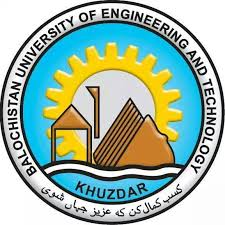 BALOCHISTAN UNIVERSITY OF ENGINEERING AND TECHNOLOGY
KHUZDAR
کسب کمال کن کہ عزیز جہاں شوی